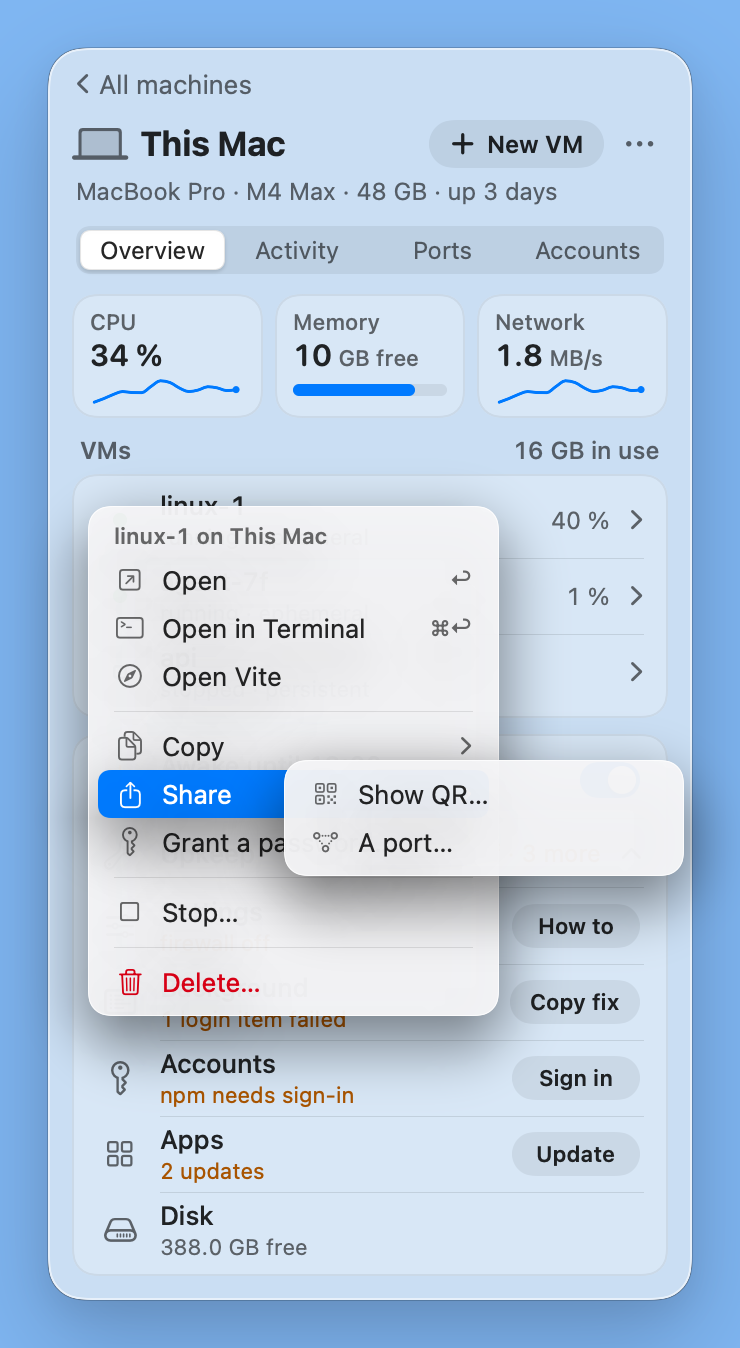 All machines
This Mac
New VM
MacBook Pro · M4 Max · 48 GB · up 3 days
Overview
Activity
Ports
Accounts
CPU
34 %
Memory
10 GB free
Network
1.8 MB/s
VMs
16 GB in use
linux-1
40 %
1 %
linux-1 on This Mac
Open ↩
Open in Terminal ⌘↩
Open Vite
Copy
Share
Show QR...
A port...
Grant a pass
Stop...
Delete...
How to
Copy fix
1 login item failed
Accounts
npm needs sign-in
Sign in
Apps
2 updates
Update
Disk
388.0 GB free